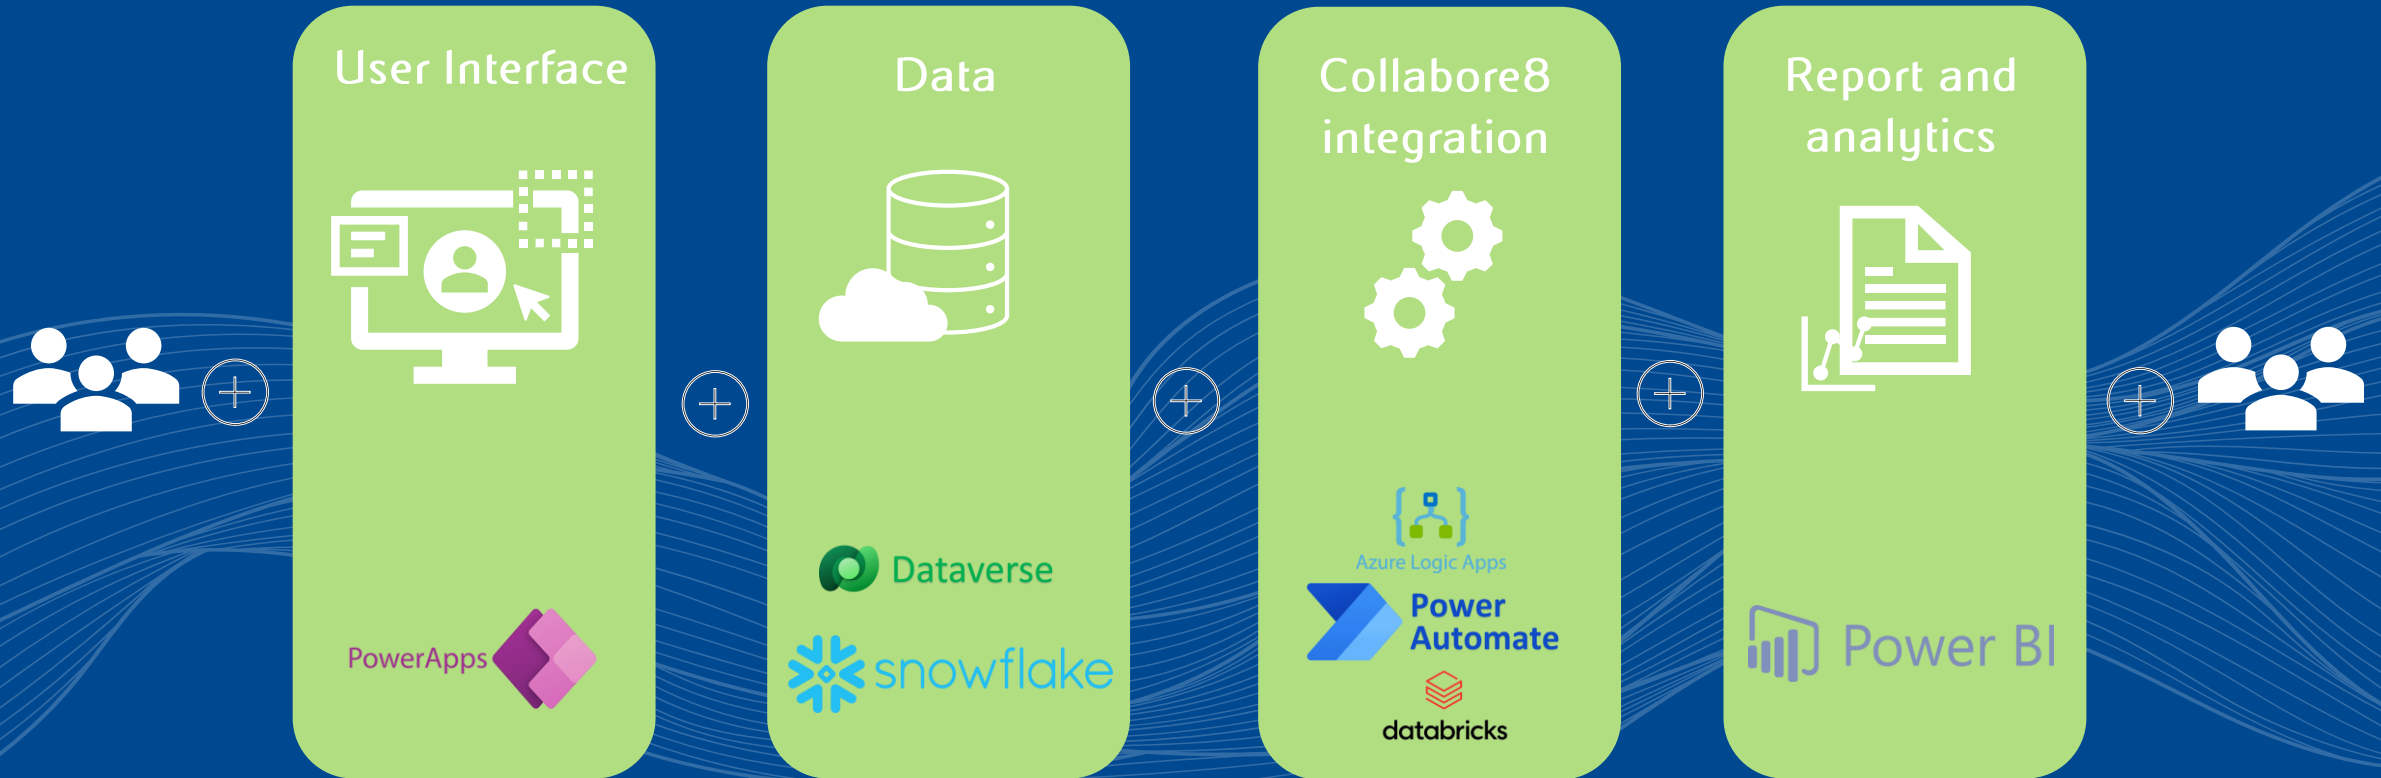 User Interface
PowerApps
Data
Dataverse
snowflake
Collabore8
integration
Azure Logic Apps
Power
Automate
databricks
Report and
analytics
Power BI